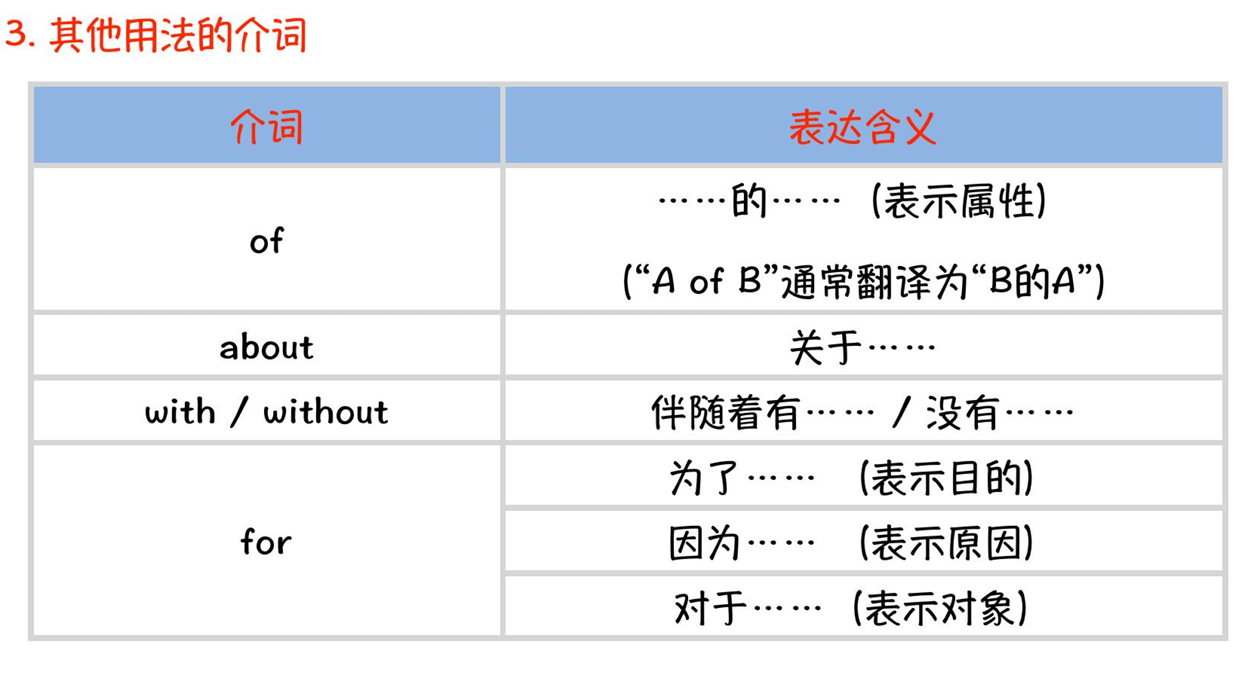 3. 其他用法的介词
介词 表达含义
of
……的…… (表示属性)
(“A of B”通常翻译为“B的A”)
about 关于……
with / without 伴随着有…… / 没有……
for
为了…… (表示目的)
因为…… (表示原因)
对于…… (表示对象)